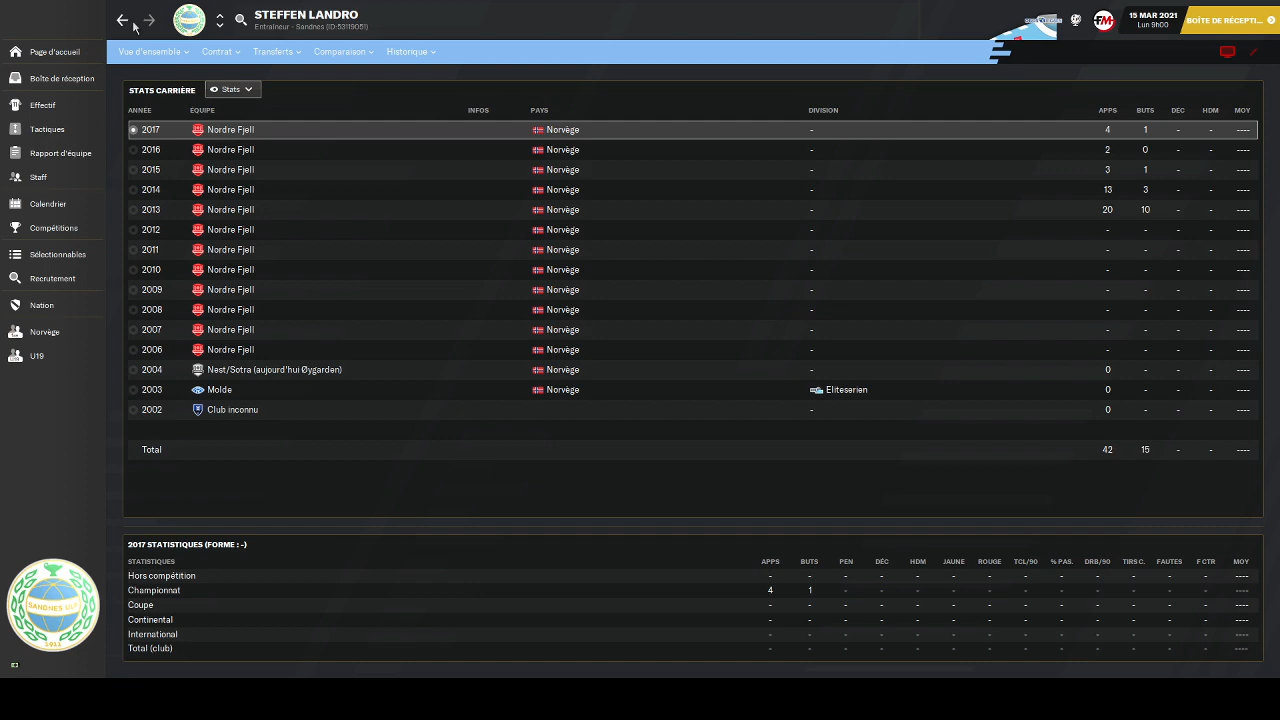 STEFFEN LANDRO
Entraîneur - Sandnes (ID:53119051)
15 MAR 2021
Lun 9h00
BOÎTE DE RÉCEPTI...
Vue d'ensemble Contrat Transferts Comparaison Historique
Page d'accueil
Boîte de réception
Effectif
Tactiques
Rapport d'équipe
Staff
Calendrier
Compétitions
Sélectionnables
Recrutement
Nation
Norvège
U19
SANDNES ULF
1911
STATS CARRIÈRE Stats
ANNÉE ÉQUIPE INFOS PAYS DIVISION APPS BUTS DÉC HDM MOY
2017 Nordre Fjell Norvège - 4 1 - - ----
2016 Nordre Fjell Norvège - 2 0 - - ----
2015 Nordre Fjell Norvège - 3 1 - - ----
2014 Nordre Fjell Norvège - 13 3 - - ----
2013 Nordre Fjell Norvège - 20 10 - - ----
2012 Nordre Fjell Norvège - - - - - ----
2011 Nordre Fjell Norvège - - - - - ----
2010 Nordre Fjell Norvège - - - - - ----
2009 Nordre Fjell Norvège - - - - - ----
2008 Nordre Fjell Norvège - - - - - ----
2007 Nordre Fjell Norvège - - - - - ----
2006 Nordre Fjell Norvège - - - - - ----
2004 Nest/Sotra (aujourd'hui Øygarden) Norvège - 0 - - - ----
2003 Molde Norvège Eliteserien 0 - - - ----
2002 Club inconnu - 0 - - - ----
Total 42 15 - - ----
2017 STATISTIQUES (FORME : -)
STATISTIQUES APPS BUTS PEN DÉC HDM JAUNE ROUGE TCL/90 % PAS. DRB/90 TIRS C. FAUTES F CTR MOY
Hors compétition - - - - - - - - - - - - - ----
Championnat 4 1 - - - - - - - - - - - ----
Coupe - - - - - - - - - - - - - ----
Continental - - - - - - - - - - - - - ----
International - - - - - - - - - - - - - ----
Total (club) - - - - - - - - - - - - - ----